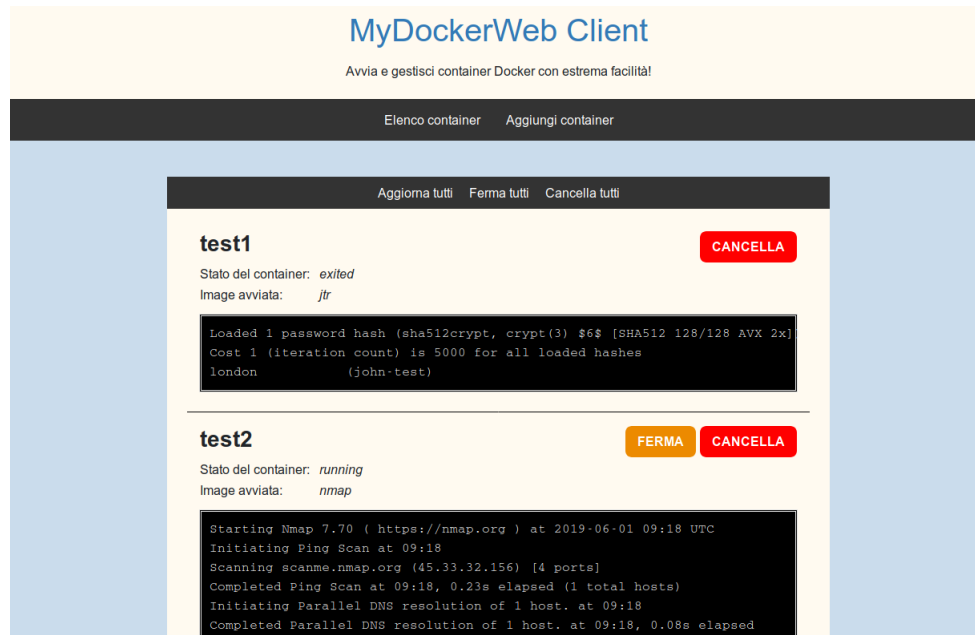 MyDockerWeb Client
Avvia e gestisci container Docker con estrema facilità!
Elenco container Aggiungi container
Aggiorna tutti Ferma tutti Cancella tutti
test1 CANCELLA
Stato del container: exited
Image avviata: jtr
Loaded 1 password hash (sha512crypt, crypt(3) $6$ [SHA512 128/128 AVX 2x]
Cost 1 (iteration count) is 5000 for all loaded hashes
london (john-test)
test2 FERMA CANCELLA
Stato del container: running
Image avviata: nmap
Starting Nmap 7.70 ( https://nmap.org ) at 2019-06-01 09:18 UTC
Initiating Ping Scan at 09:18
Scanning scanme.nmap.org (45.33.32.156) [4 ports]
Completed Ping Scan at 09:18, 0.23s elapsed (1 total hosts)
Initiating Parallel DNS resolution of 1 host. at 09:18
Completed Parallel DNS resolution of 1 host. at 09:18, 0.08s elapsed